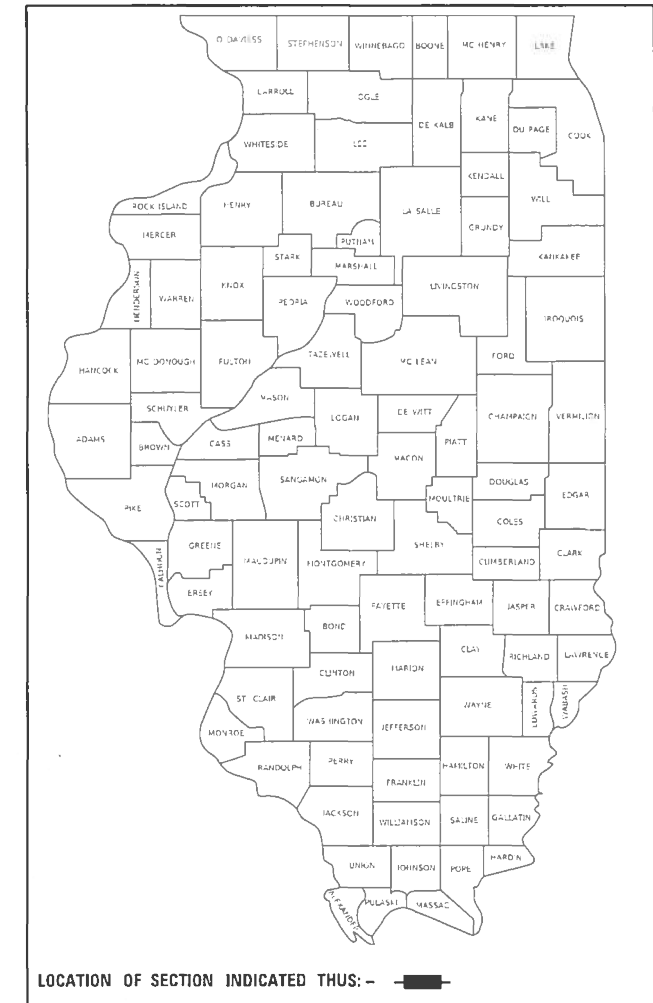 O DAVIESS STEPHENSON WINNEBAGO BOONE MC HENRY LAKE
CARROLL OGLE DE KALB KANE DU PAGE COOK
WHITESIDE LEE
KENDALL
ROCK ISLAND HENRY BUREAU LA SALLE WILL
MERCER GRUNDY
STARK PUTNAM KANKAKEE
MARSHALL
HENDERSON WARREN KNOX PEORIA WOODFORD LIVINGSTON IROQUOIS
HANCOCK MC DONOUGH FULTON TAZEWELL MC LEAN FORD
MASON
SCHUYLER LOGAN DE WITT CHAMPAIGN VERMILION
ADAMS BROWN CASS MENARD PIATT
MACON
MORGAN SANGAMON DOUGLAS EDGAR
PIKE SCOTT CHRISTIAN MOULTRIE COLES
GREENE MACOUPIN MONTGOMERY SHELBY CUMBERLAND CLARK
CALHOUN ERSEY FAYETTE EFFINGHAM JASPER CRAWFORD
MADISON BOND
CLAY RICHLAND LAWRENCE
CLINTON MARION
ST. CLAIR WAYNE EDWARDS WABASH
WASHINGTON JEFFERSON
MONROE
RANDOLPH PERRY HAMILTON WHITE
FRANKLIN
JACKSON WILLIAMSON SALINE GALLATIN
UNION JOHNSON POPE HARDIN
ALEXANDER PULASKI MASSAC
LOCATION OF SECTION INDICATED THUS: -